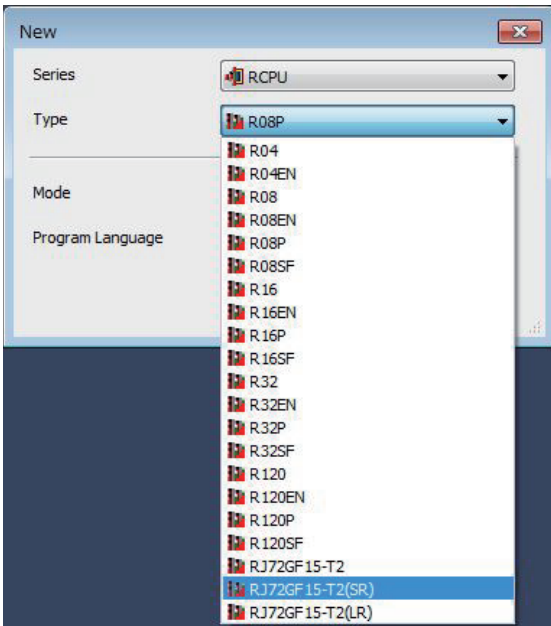 New
Series RCPU
Type R08P
R04
R04EN
Mode R08
R08EN
Program Language R08P
R08SF
R16
R16EN
R16P
R16SF
R32
R32EN
R32P
R32SF
R120
R120EN
R120P
R120SF
RJ72GF15-T2
RJ72GF15-T2(SR)
RJ72GF15-T2(LR)